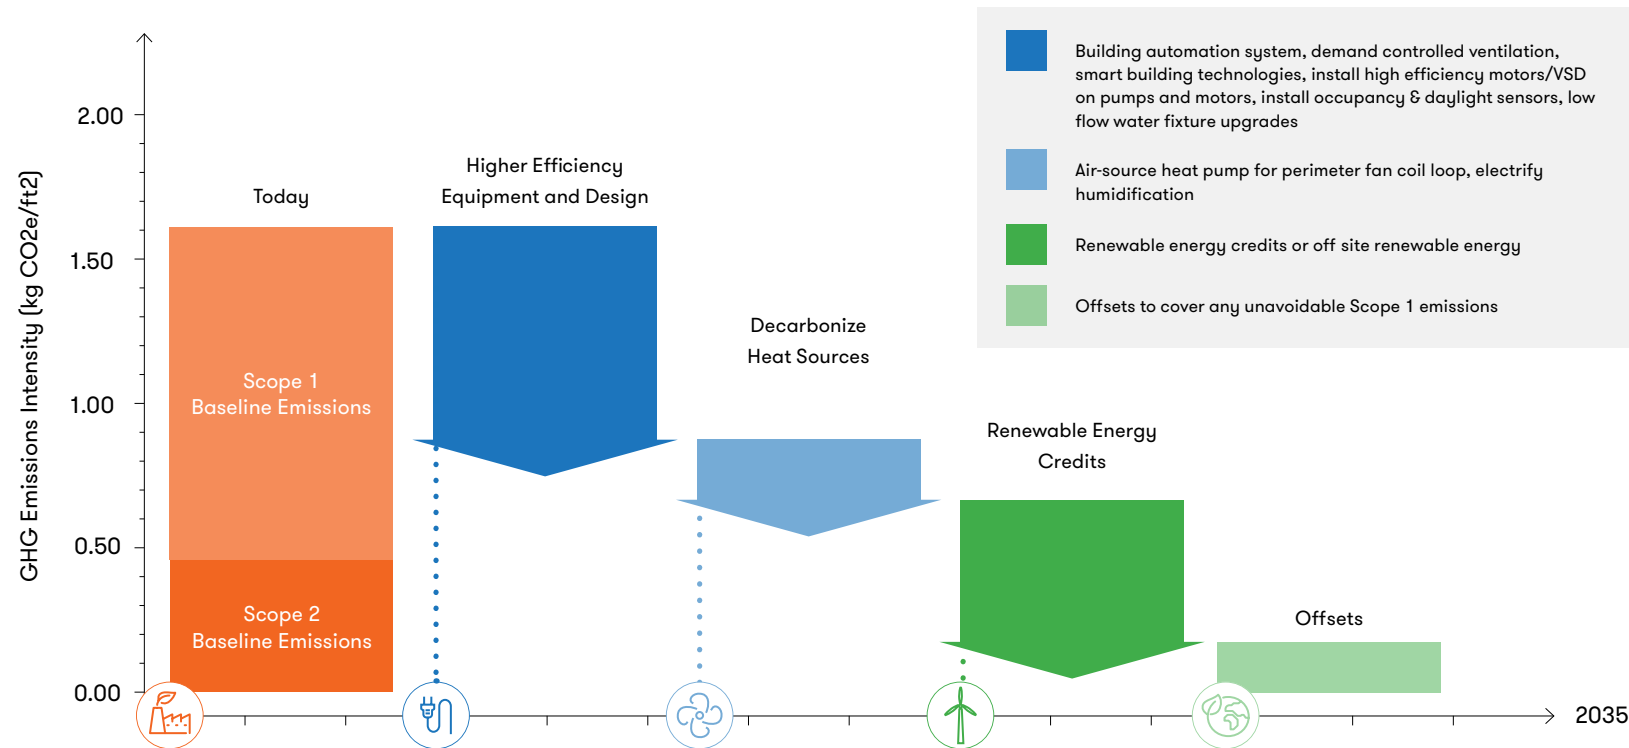 GHG Emissions Intensity (kg CO2e/ft2)
2.00
1.50
1.00
0.50
0.00
Today
Scope 1
Baseline Emissions
Scope 2
Baseline Emissions
Higher Efficiency
Equipment and Design
Decarbonize
Heat Sources
Renewable Energy
Credits
Offsets
2035
Building automation system, demand controlled ventilation,
smart building technologies, install high efficiency motors/VSD
on pumps and motors, install occupancy & daylight sensors, low
flow water fixture upgrades
Air-source heat pump for perimeter fan coil loop, electrify
humidification
Renewable energy credits or off site renewable energy
Offsets to cover any unavoidable Scope 1 emissions